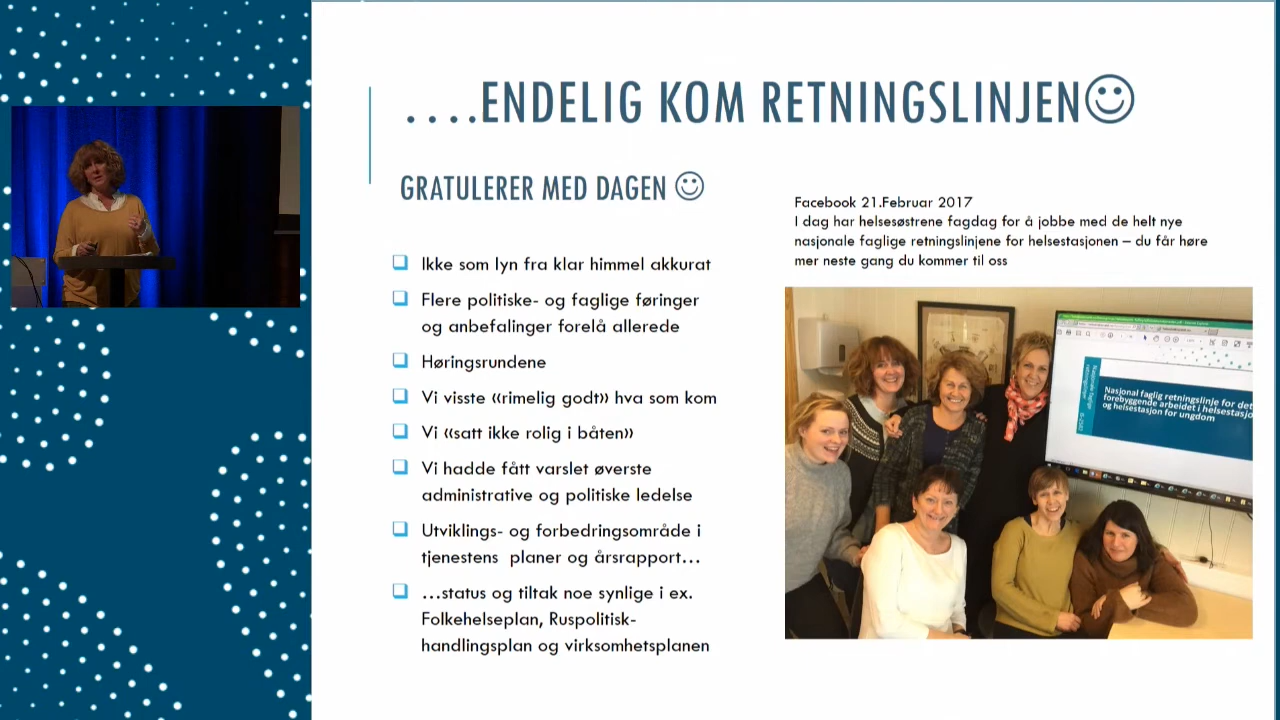 ....ENDELIG KOM RETNINGSLINJEN☺
GRATULERER MED DAGEN ☺
❑ Ikke som lyn fra klar himmel akkurat
❑ Flere politiske- og faglige føringer
og anbefalinger forelå allerede
❑ Høringsrundene
❑ Vi visste «rimelig godt» hva som kom
❑ Vi «satt ikke rolig i båten»
❑ Vi hadde fått varslet øverste
administrative og politiske ledelse
❑ Utviklings- og forbedringsområde i
tjenestens planer og årsrapport...
❑ ...status og tiltak noe synlige i ex.
Folkehelseplan, Ruspolitisk-
handlingsplan og virksomhetsplanen
Facebook 21.Februar 2017
I dag har helsesøstrene fagdag for å jobbe med de helt nye
nasjonale faglige retningslinjene for helsestasjonen – du får høre
mer neste gang du kommer til oss
Nasjonal faglig retningslinje for det
forebyggende arbeidet i helsestasjo
og helsestasjon for ungdom